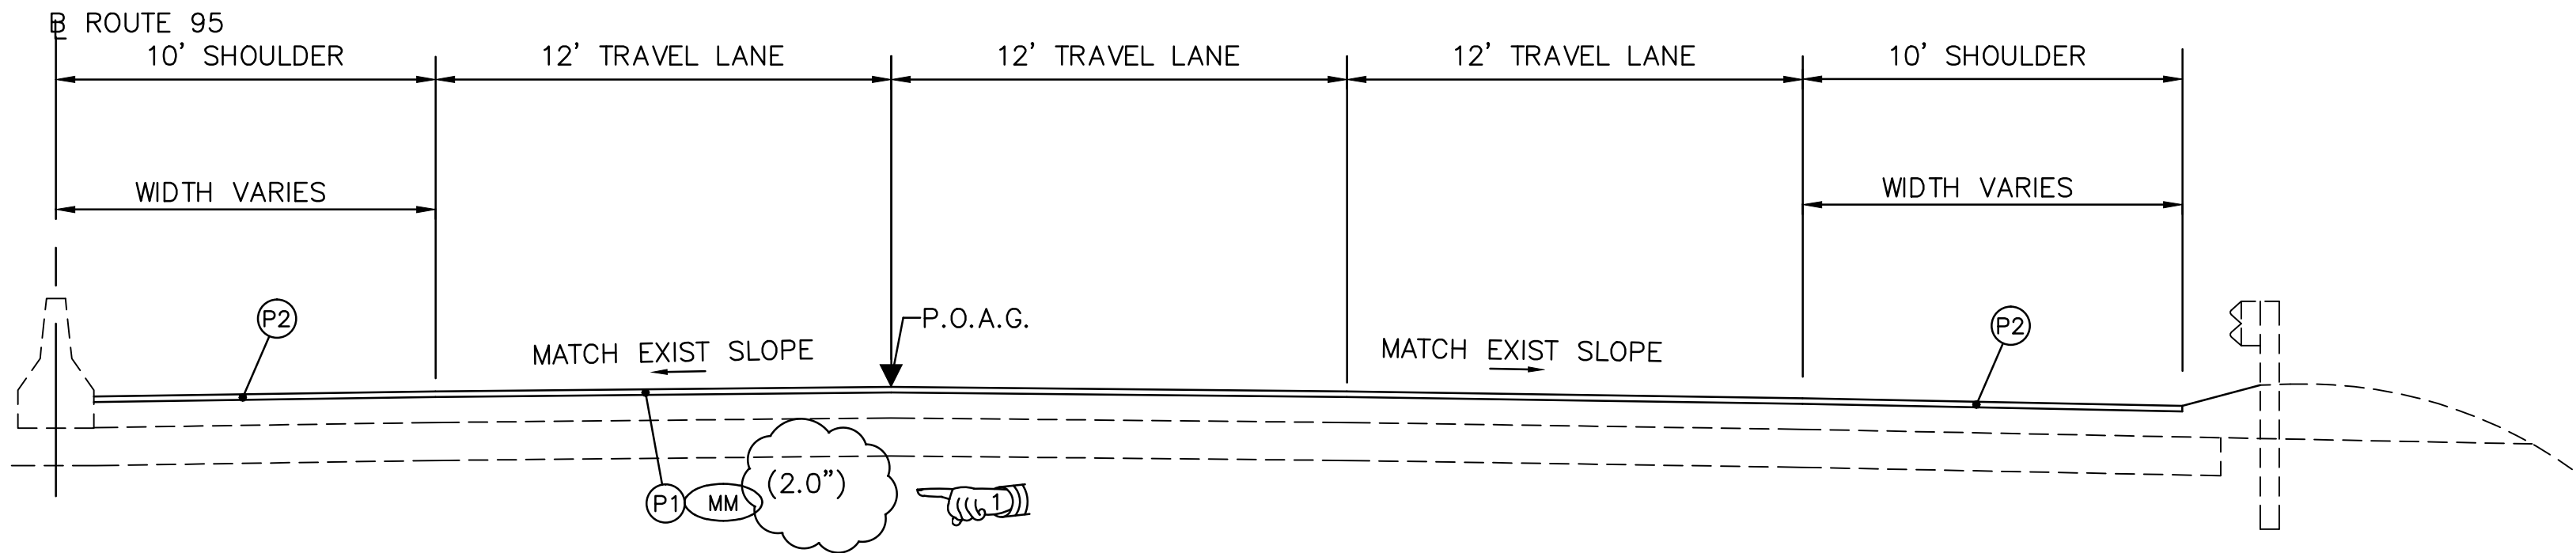 B ROUTE 95
10' SHOULDER
12' TRAVEL LANE
12' TRAVEL LANE
12' TRAVEL LANE
10' SHOULDER
WIDTH VARIES
WIDTH VARIES
P2
P.O.A.G.
P2
MATCH EXIST SLOPE
MATCH EXIST SLOPE
P1
MM
(2.0")
1